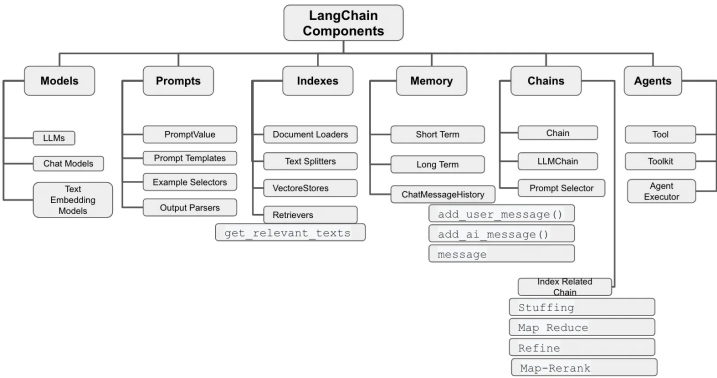 LangChain
Components
Models
Prompts
Indexes
Memory
Chains
Agents
LLMs
Chat Models
Text
Embedding
Models
PromptValue
Prompt Templates
Example Selectors
Output Parsers
Document Loaders
Text Splitters
VectoreStores
Retrievers
get_relevant_texts
Short Term
Long Term
ChatMessageHistory
add_user_message()
add_ai_message()
message
Chain
LLMChain
Prompt Selector
Index Related
Chain
Stuffing
Map Reduce
Refine
Map-Rerank
Tool
Toolkit
Agent
Executor